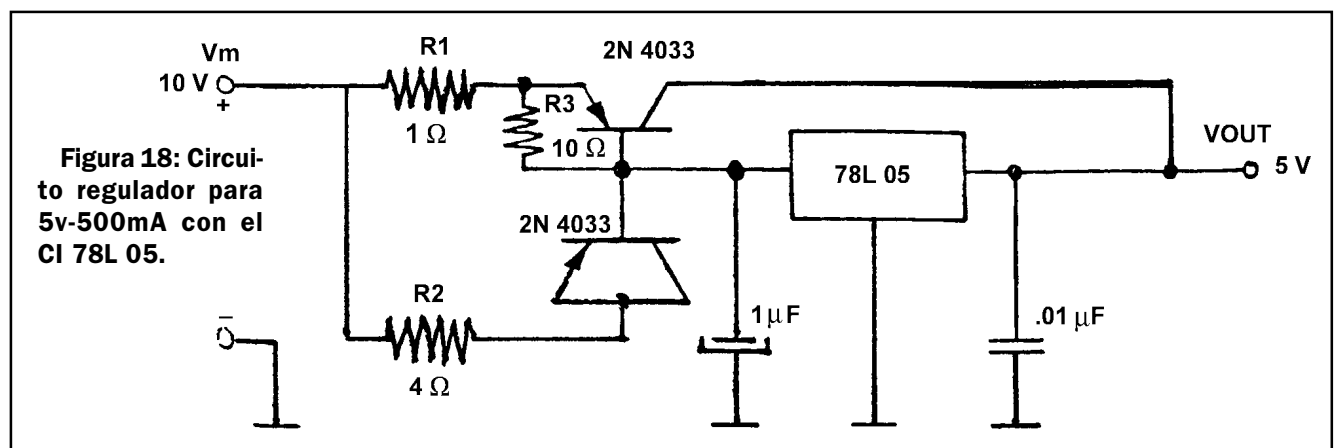 Vm
10 V
+
R1
1 Ω
R3
10 Ω
2N 4033
VOUT
5 V
78L 05
Figura 18: Circui-
to regulador para
5v-500mA con el
CI 78L 05.
2N 4033
R2
4 Ω
1 μF
.01 μF
–